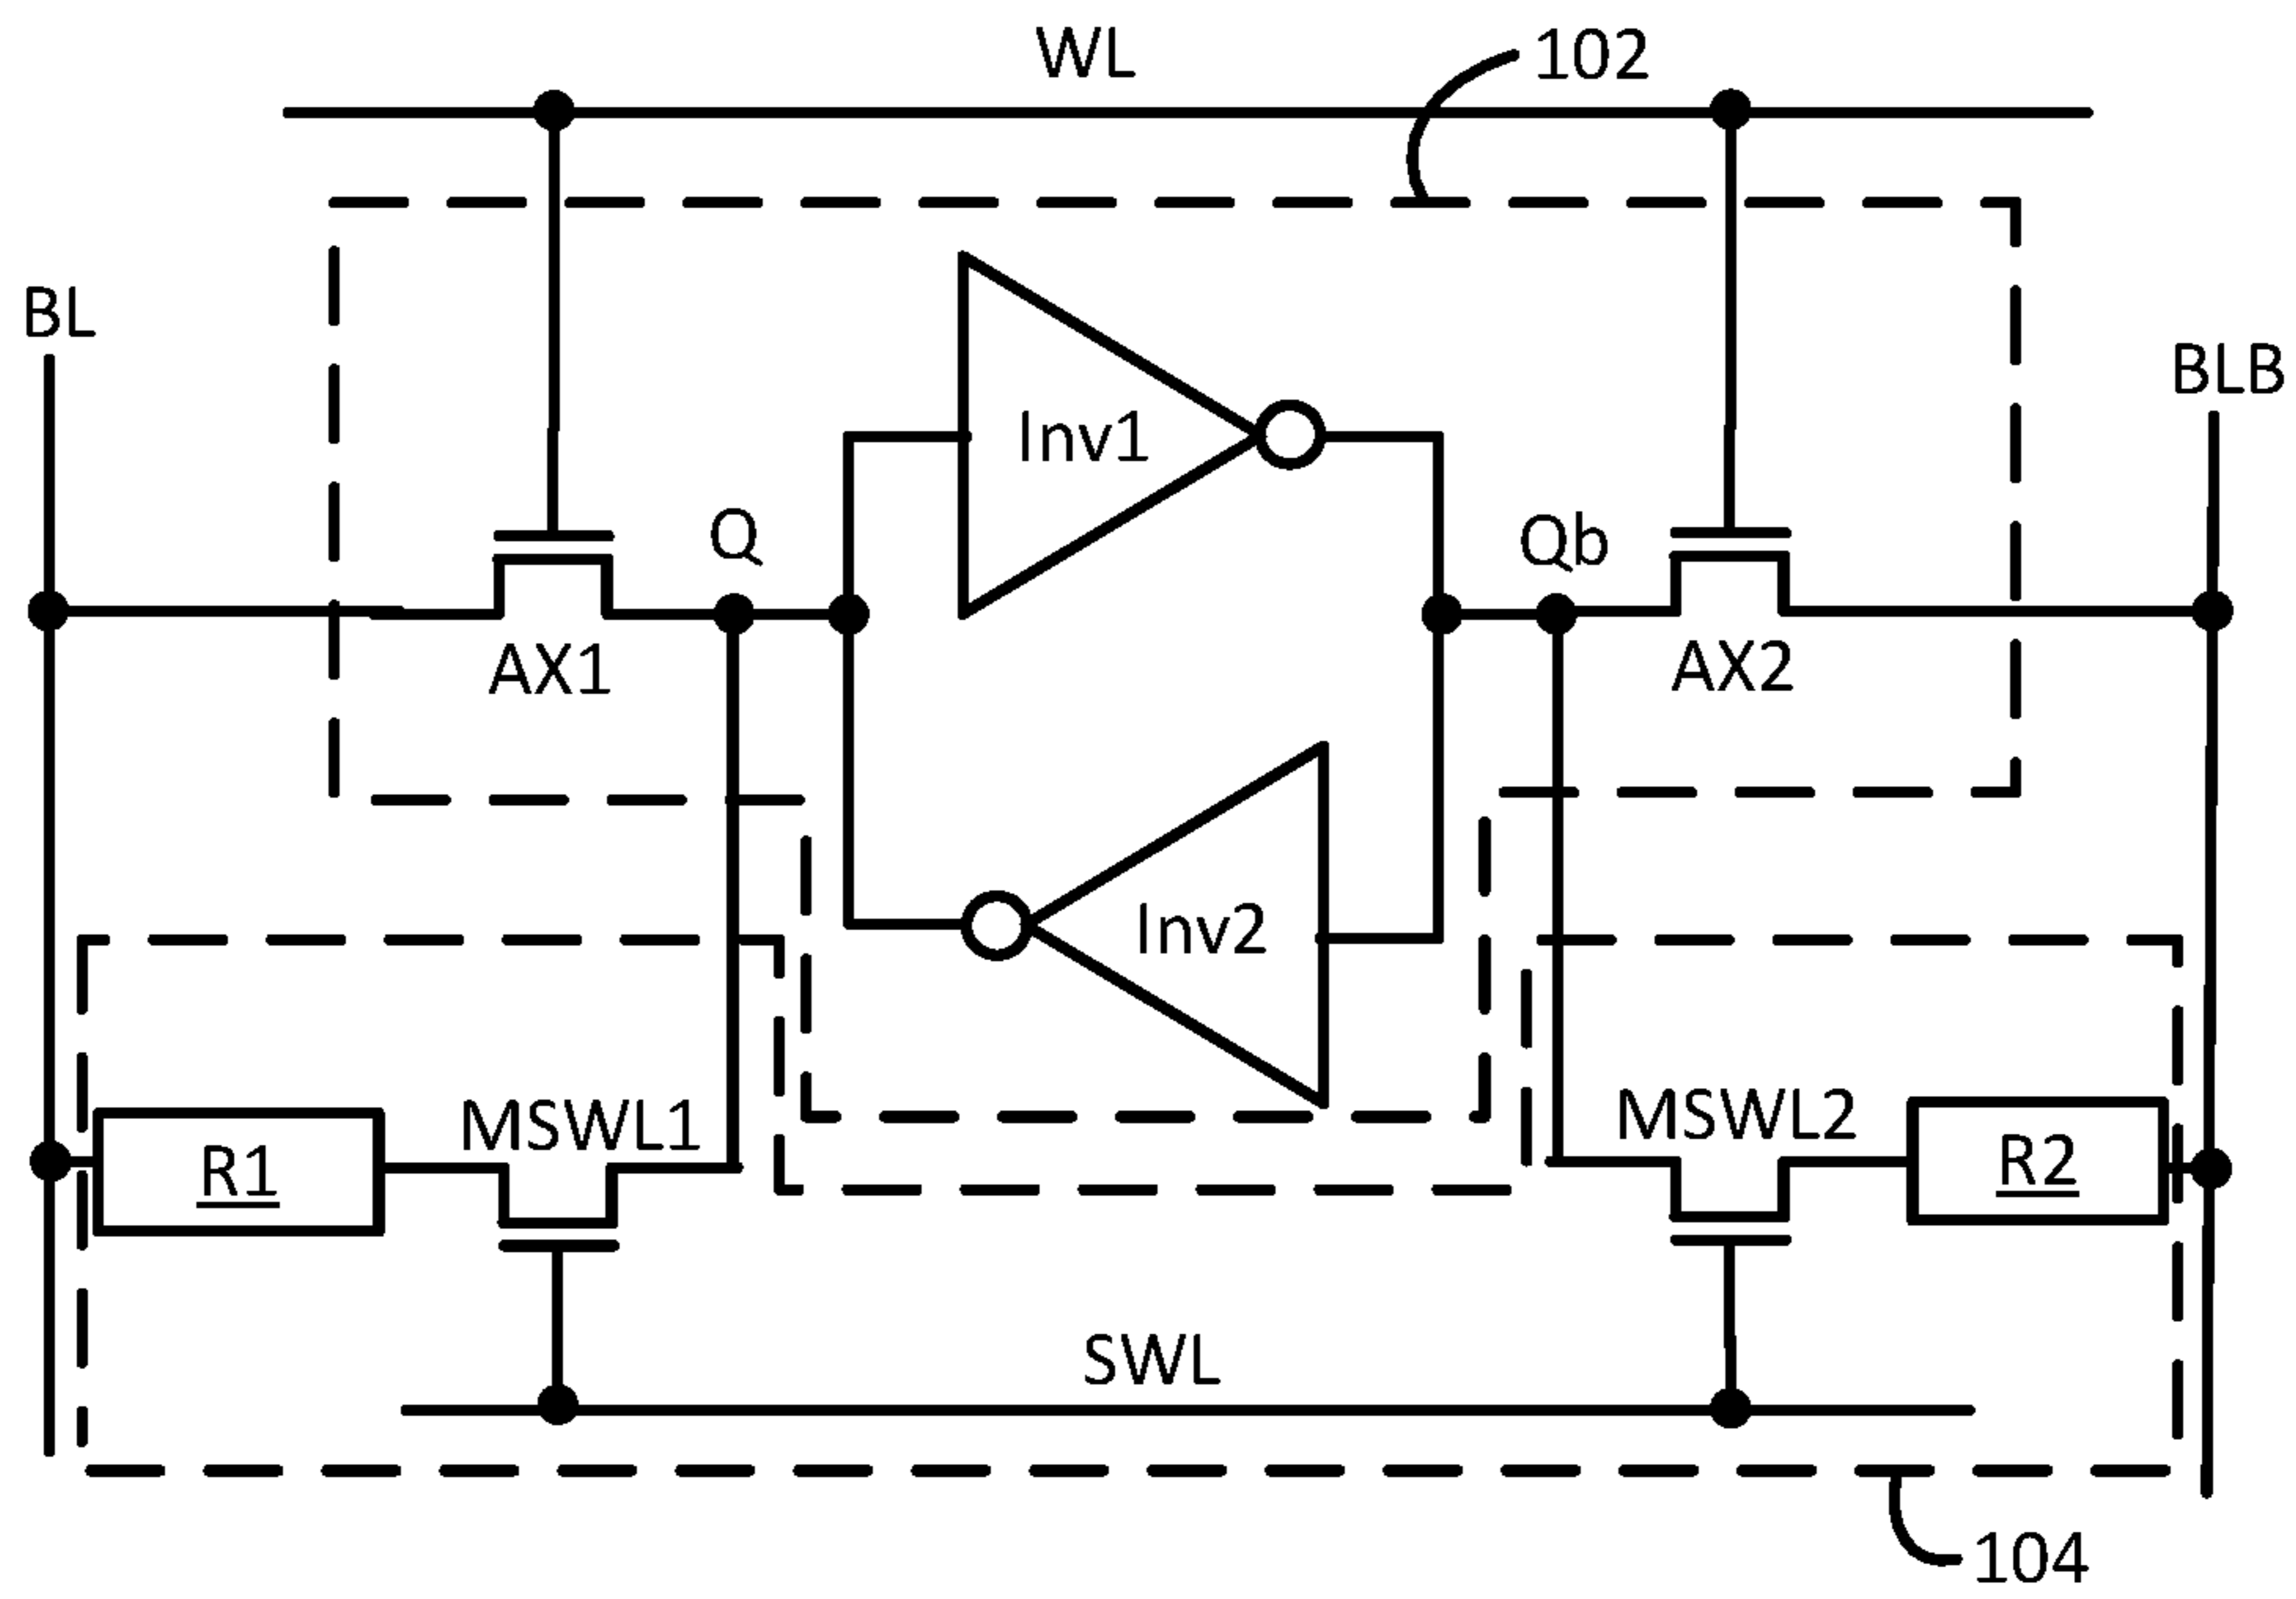 WL
102
BL
BLB
Inv1
Q
Qb
AX1
AX2
Inv2
MSWL1
MSWL2
R1
R2
SWL
104